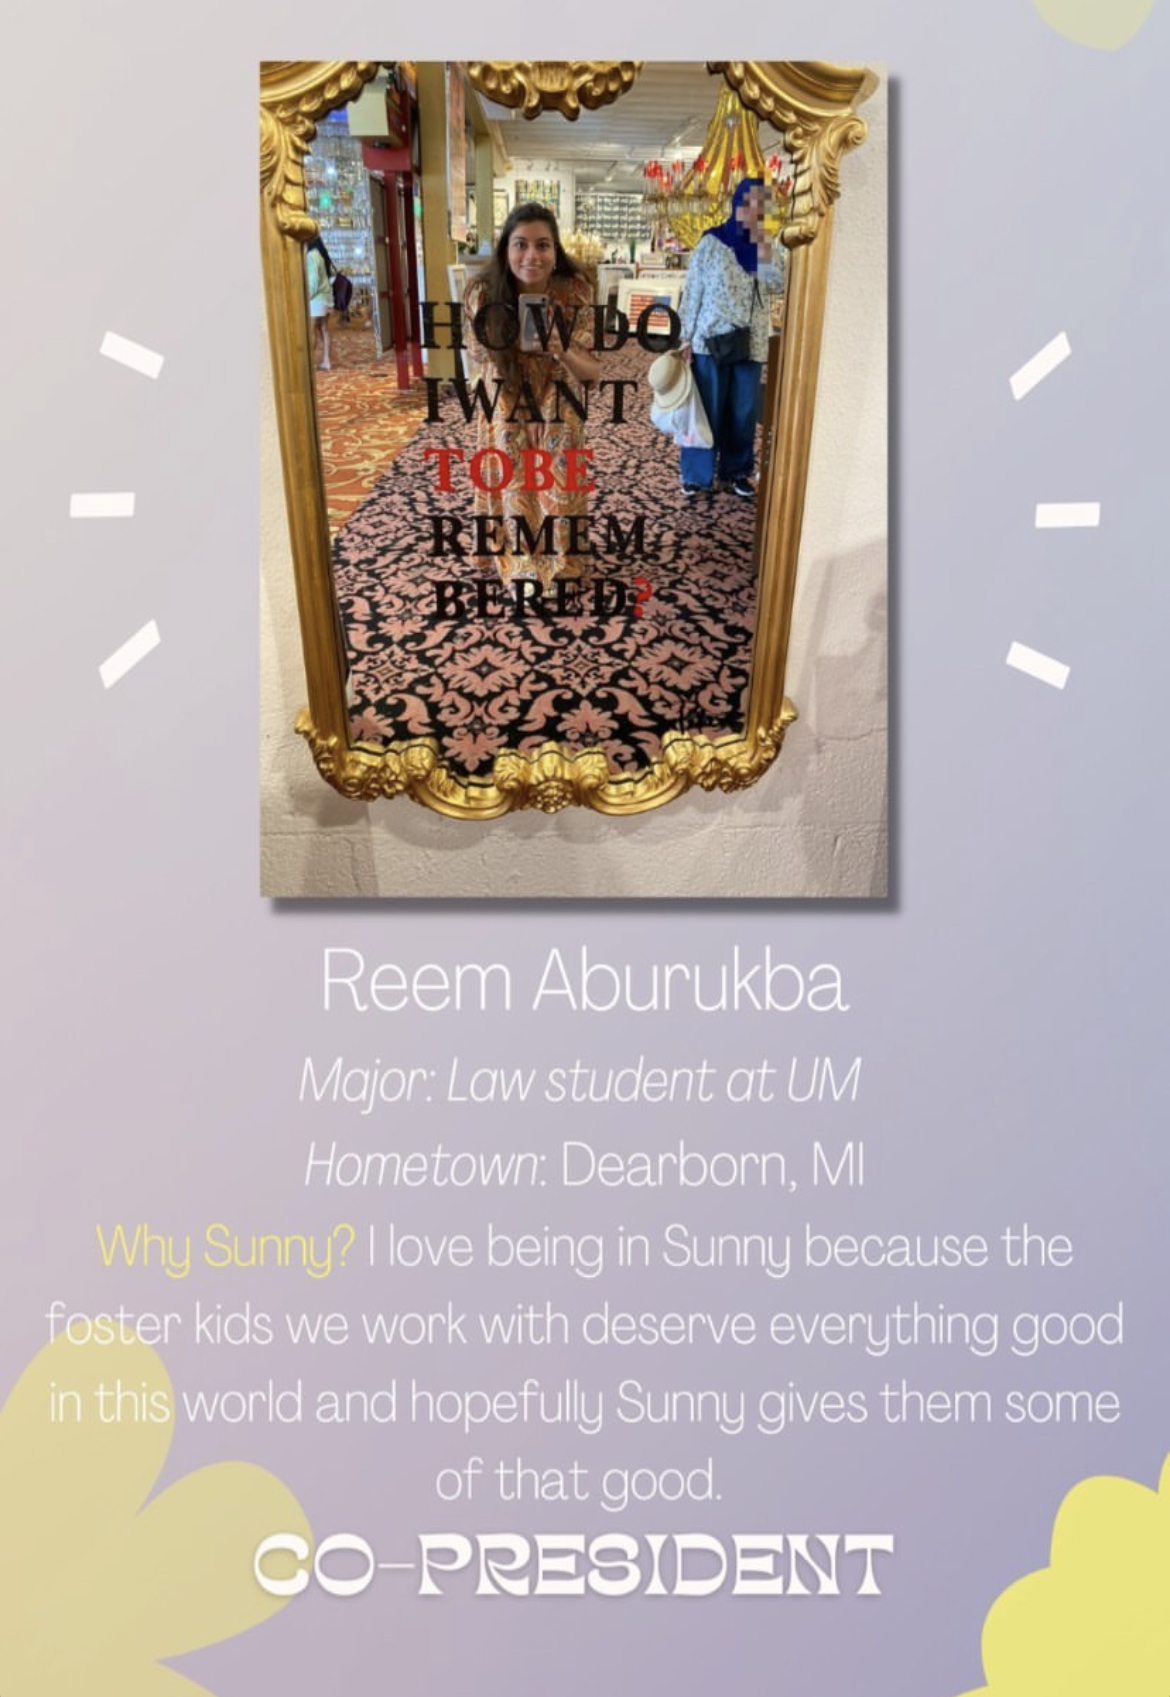 HOW DO
I WANT
TO BE
REMEM
BERED?
Reem Aburukba
Major: Law student at UM
Hometown: Dearborn, MI
Why Sunny? I love being in Sunny because the
foster kids we work with deserve everything good
in this world and hopefully Sunny gives them some
of that good.
CO-PRESIDENT